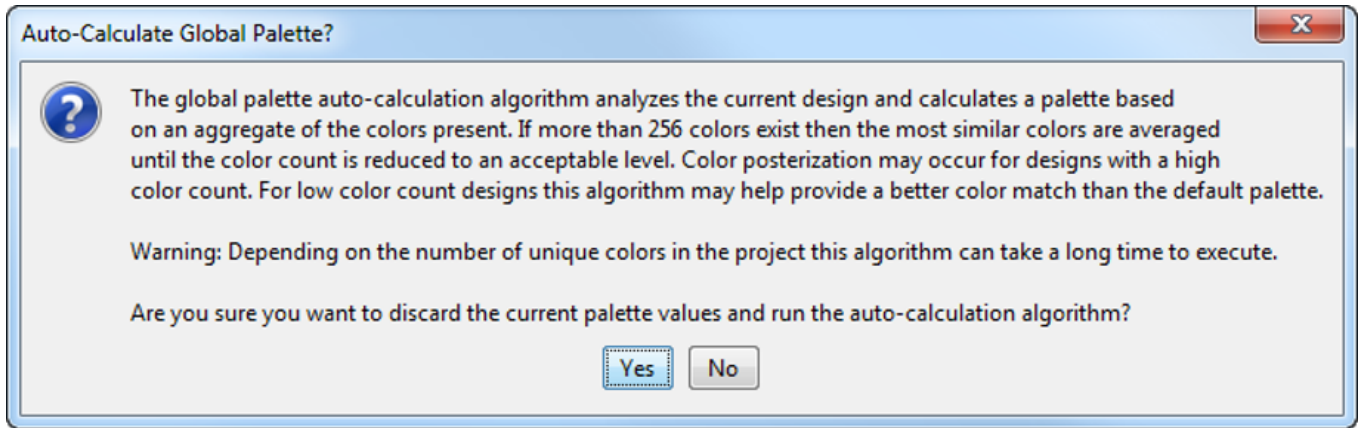 Auto-Calculate Global Palette?
The global palette auto-calculation algorithm analyzes the current design and calculates a palette based
on an aggregate of the colors present. If more than 256 colors exist then the most similar colors are averaged
until the color count is reduced to an acceptable level. Color posterization may occur for designs with a high
color count. For low color count designs this algorithm may help provide a better color match than the default palette.
Warning: Depending on the number of unique colors in the project this algorithm can take a long time to execute.
Are you sure you want to discard the current palette values and run the auto-calculation algorithm?
Yes No